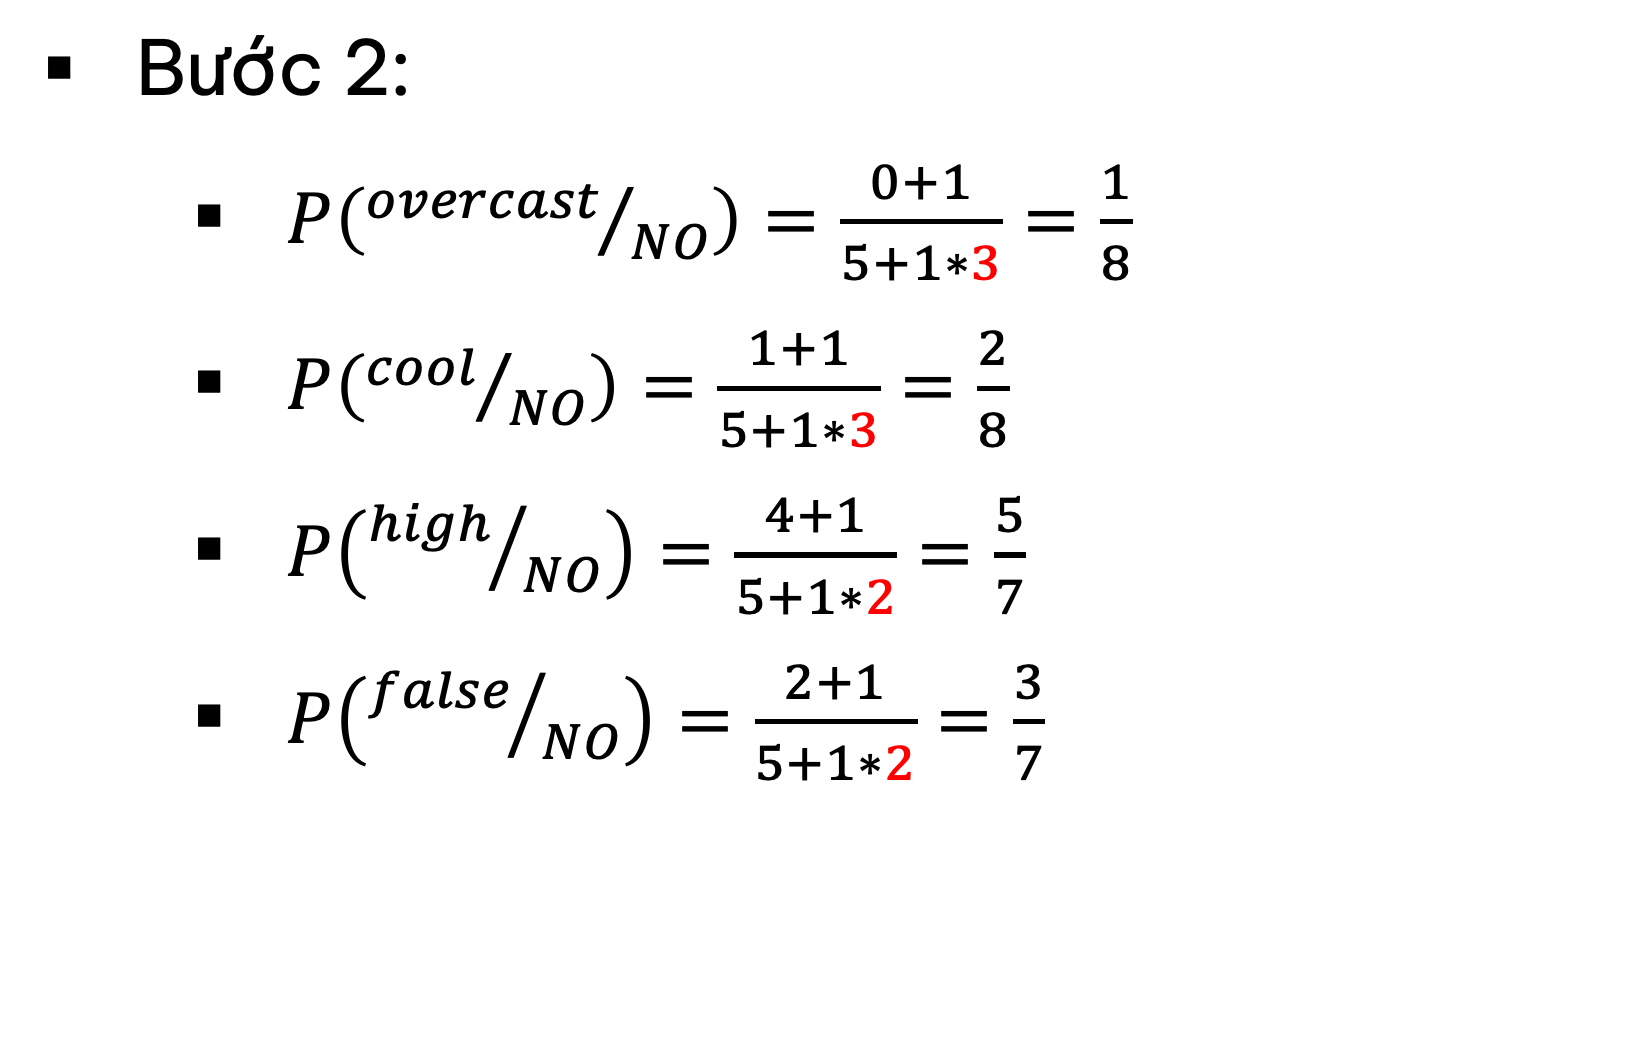 ▪ Bước 2:
▪ P(overcast/NO) = (0+1)/(5+1*3) = 1/8
▪ P(cool/NO) = (1+1)/(5+1*3) = 2/8
▪ P(high/NO) = (4+1)/(5+1*2) = 5/7
▪ P(false/NO) = (2+1)/(5+1*2) = 3/7